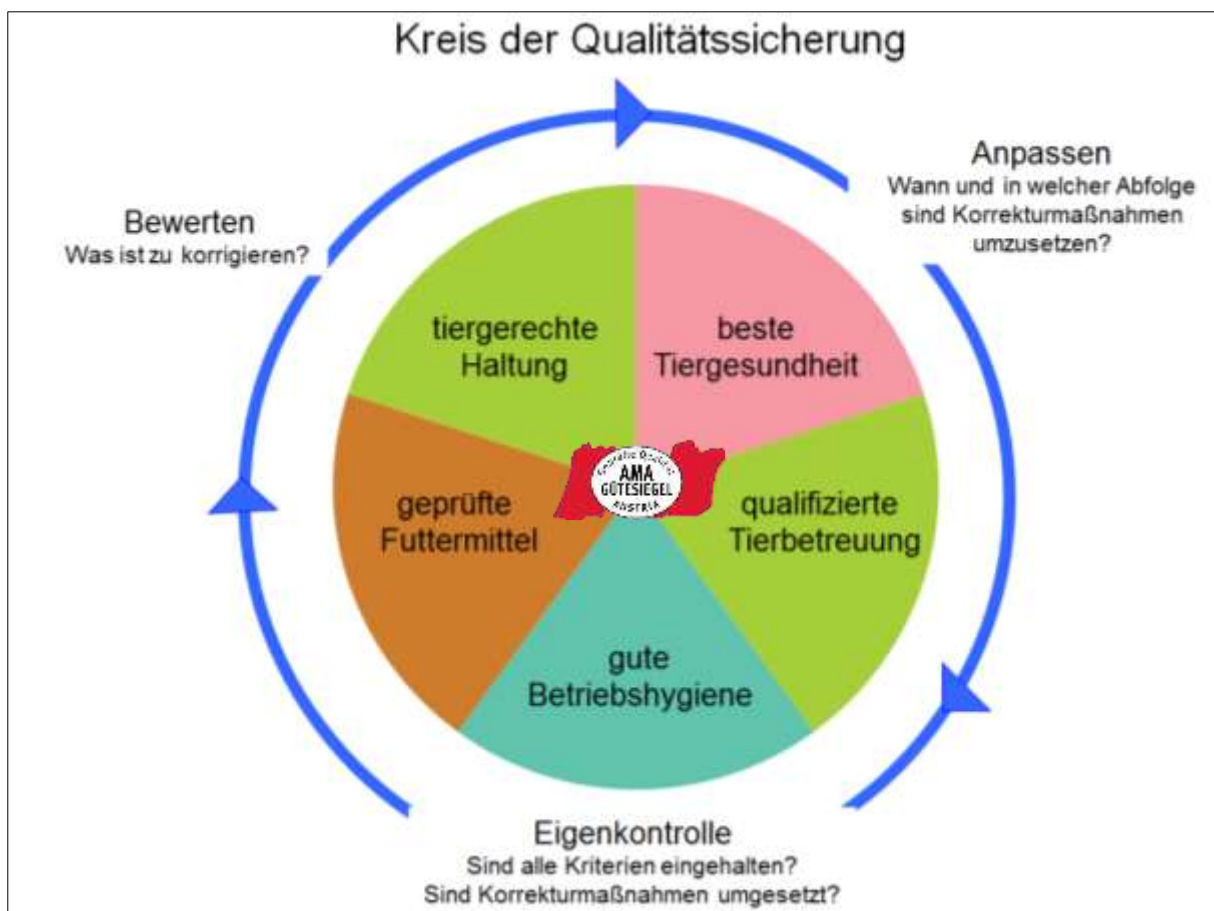 Kreis der Qualitätssicherung
Anpassen
Wann und in welcher Abfolge
sind Korrekturmaßnahmen
umzusetzen?
Bewerten
Was ist zu korrigieren?
tiergerechte
Haltung
beste
Tiergesundheit
geprüfte
Futtermittel
AMA
GÜTESIEGEL
AUSTRIA
qualifizierte
Tierbetreuung
gute
Betriebshygiene
Eigenkontrolle
Sind alle Kriterien eingehalten?
Sind Korrekturmaßnahmen umgesetzt?